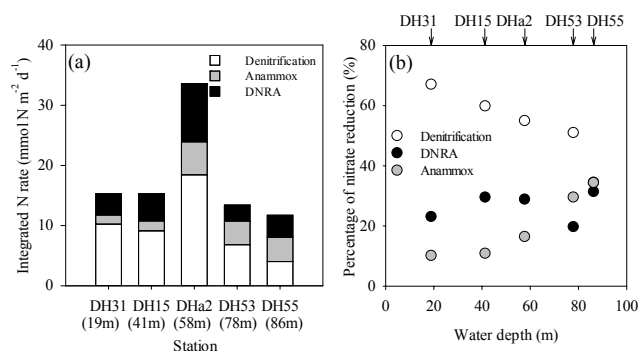 (a)
40
30
20
10
0
Integrated N rate (mmol N m⁻² d⁻¹)
Denitrification
Anammox
DNRA
DH31 DH15 DHa2 DH53 DH55
(19m) (41m) (58m) (78m) (86m)
Station
DH31 DH15 DHa2 DH53 DH55
(b)
80
60
40
20
0
Percentage of nitrate reduction (%)
Denitrification
DNRA
Anammox
0 20 40 60 80 100
Water depth (m)